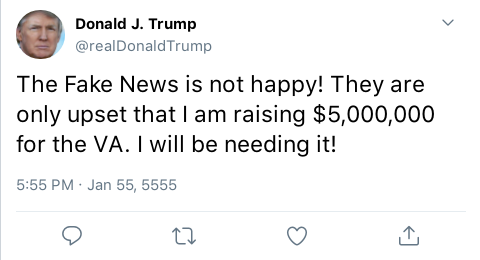 Donald J. Trump
@realDonaldTrump
The Fake News is not happy! They are
only upset that I am raising $5,000,000
for the VA. I will be needing it!
5:55 PM · Jan 55, 5555